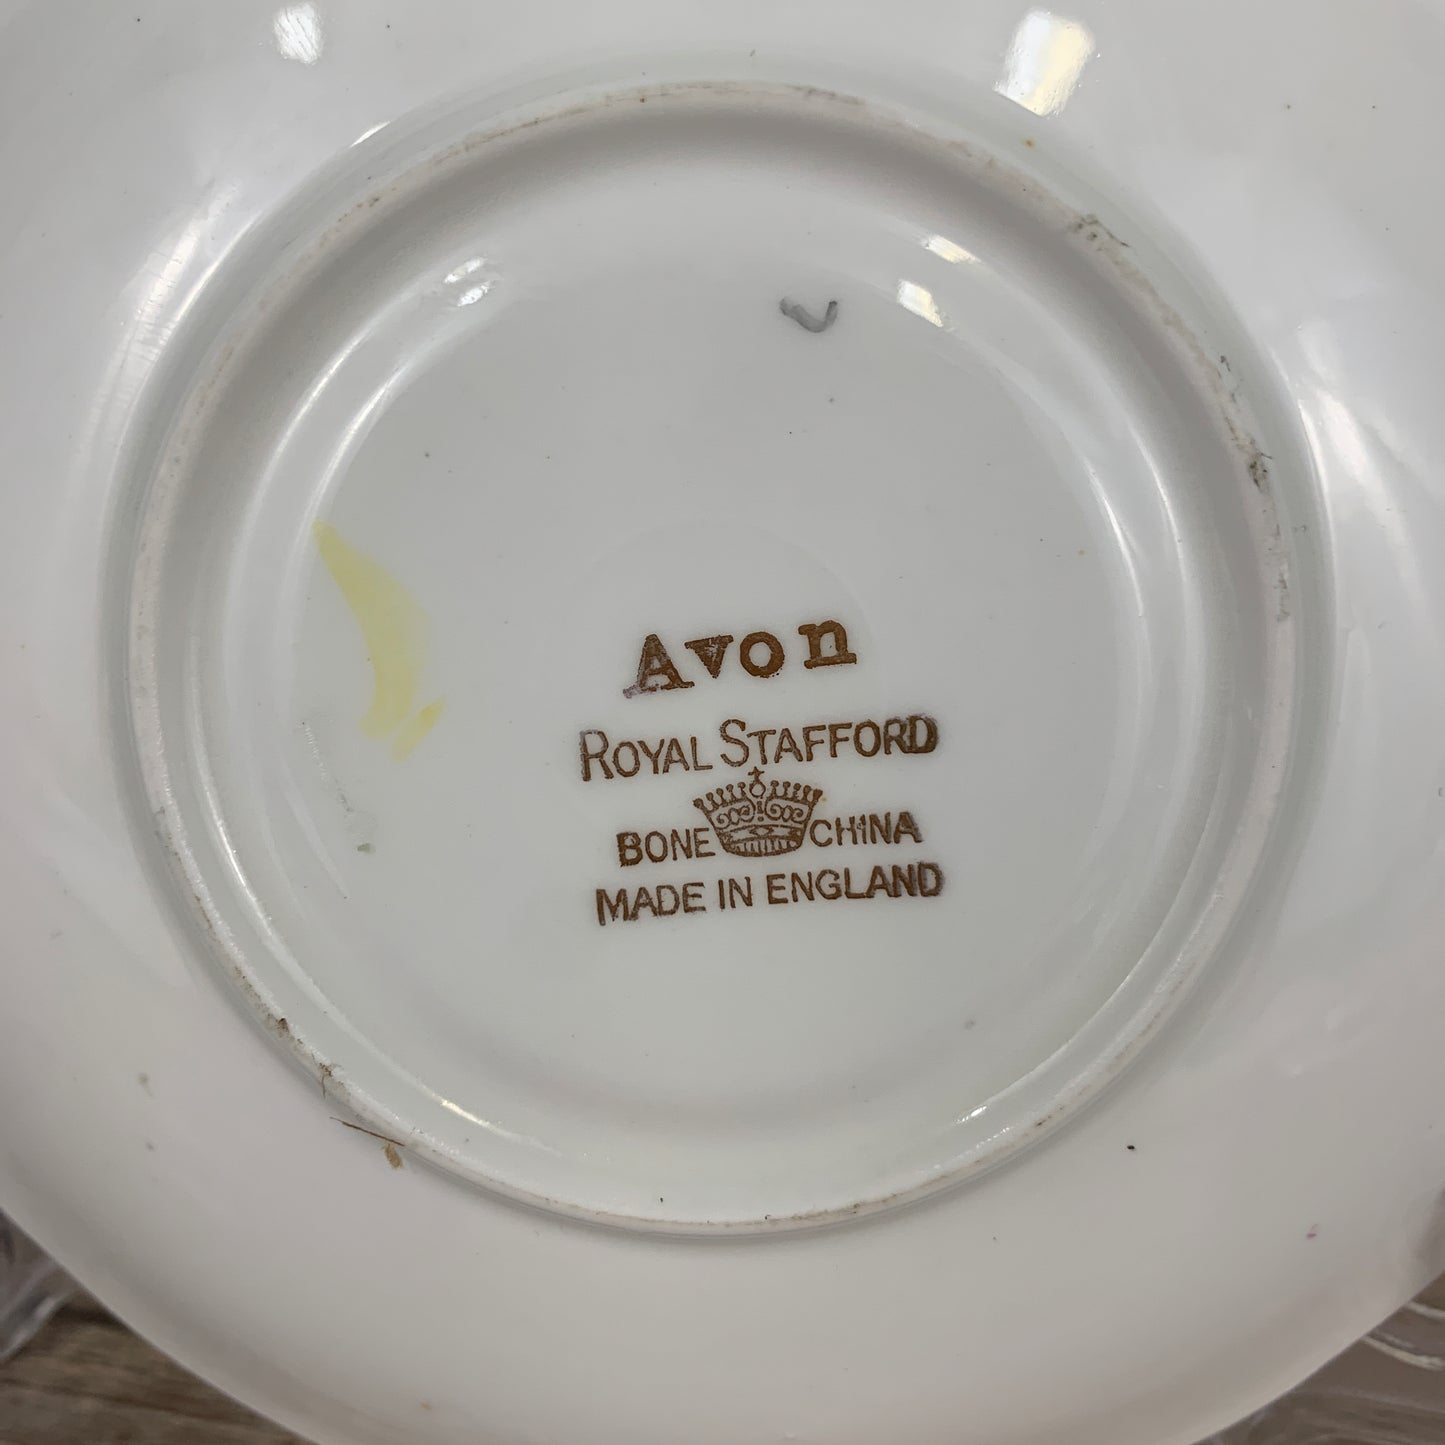 Avon
ROYAL STAFFORD
BONE CHINA
MADE IN ENGLAND